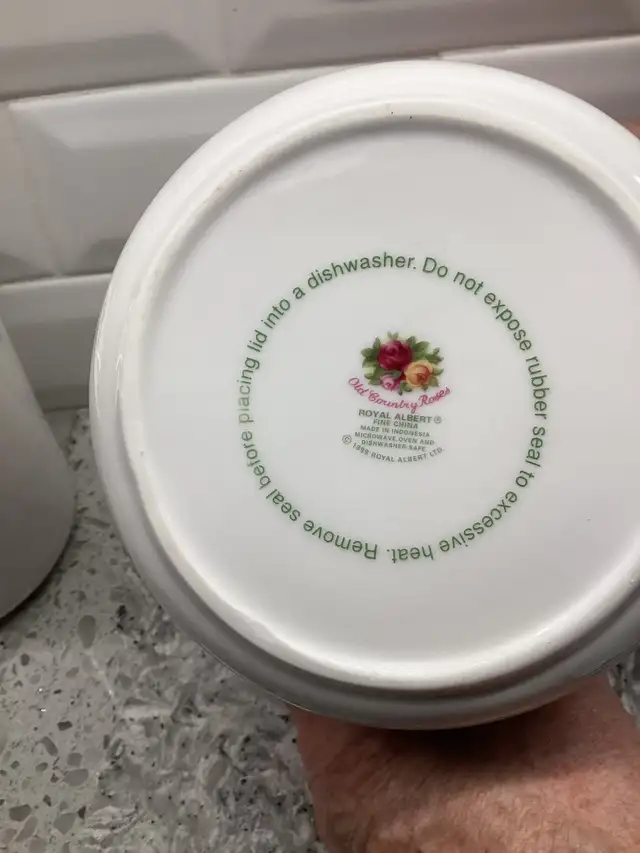 Remove seal before placing lid into a dishwasher. Do not expose rubber seal to excessive heat.
Old Country Roses
ROYAL ALBERT®
FINE CHINA
MADE IN INDONESIA
MICROWAVE OVEN AND
DISHWASHER SAFE
© 1998 ROYAL ALBERT LTD.